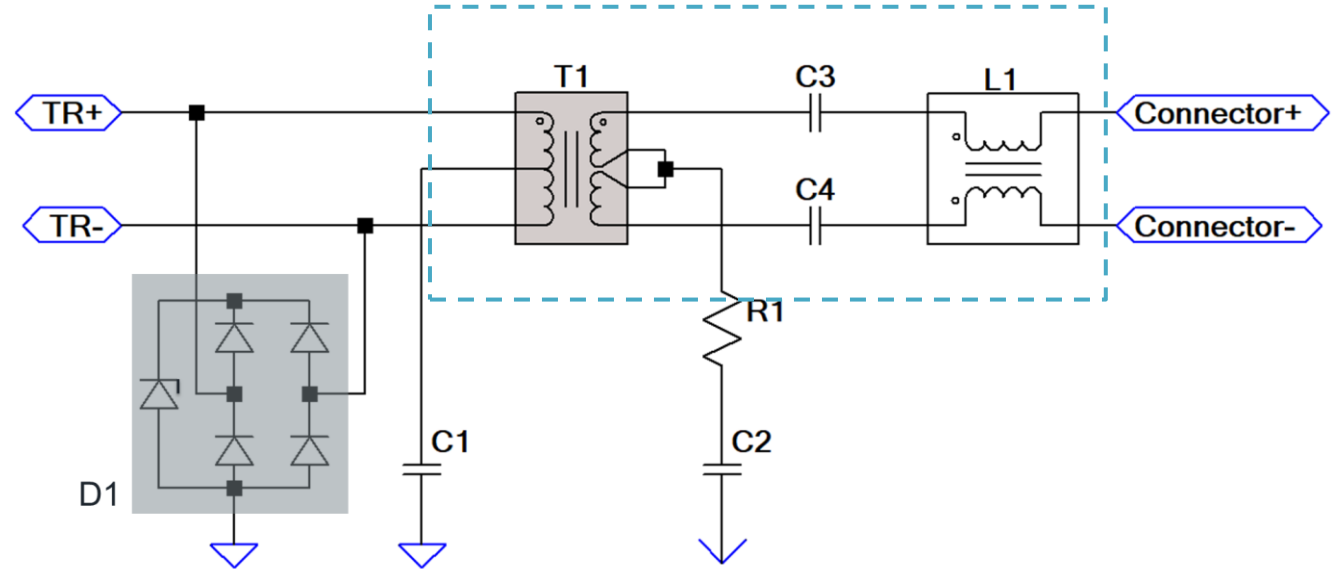 T1
C3
L1
TR+
Connector+
C4
TR-
Connector-
R1
C1
C2
D1